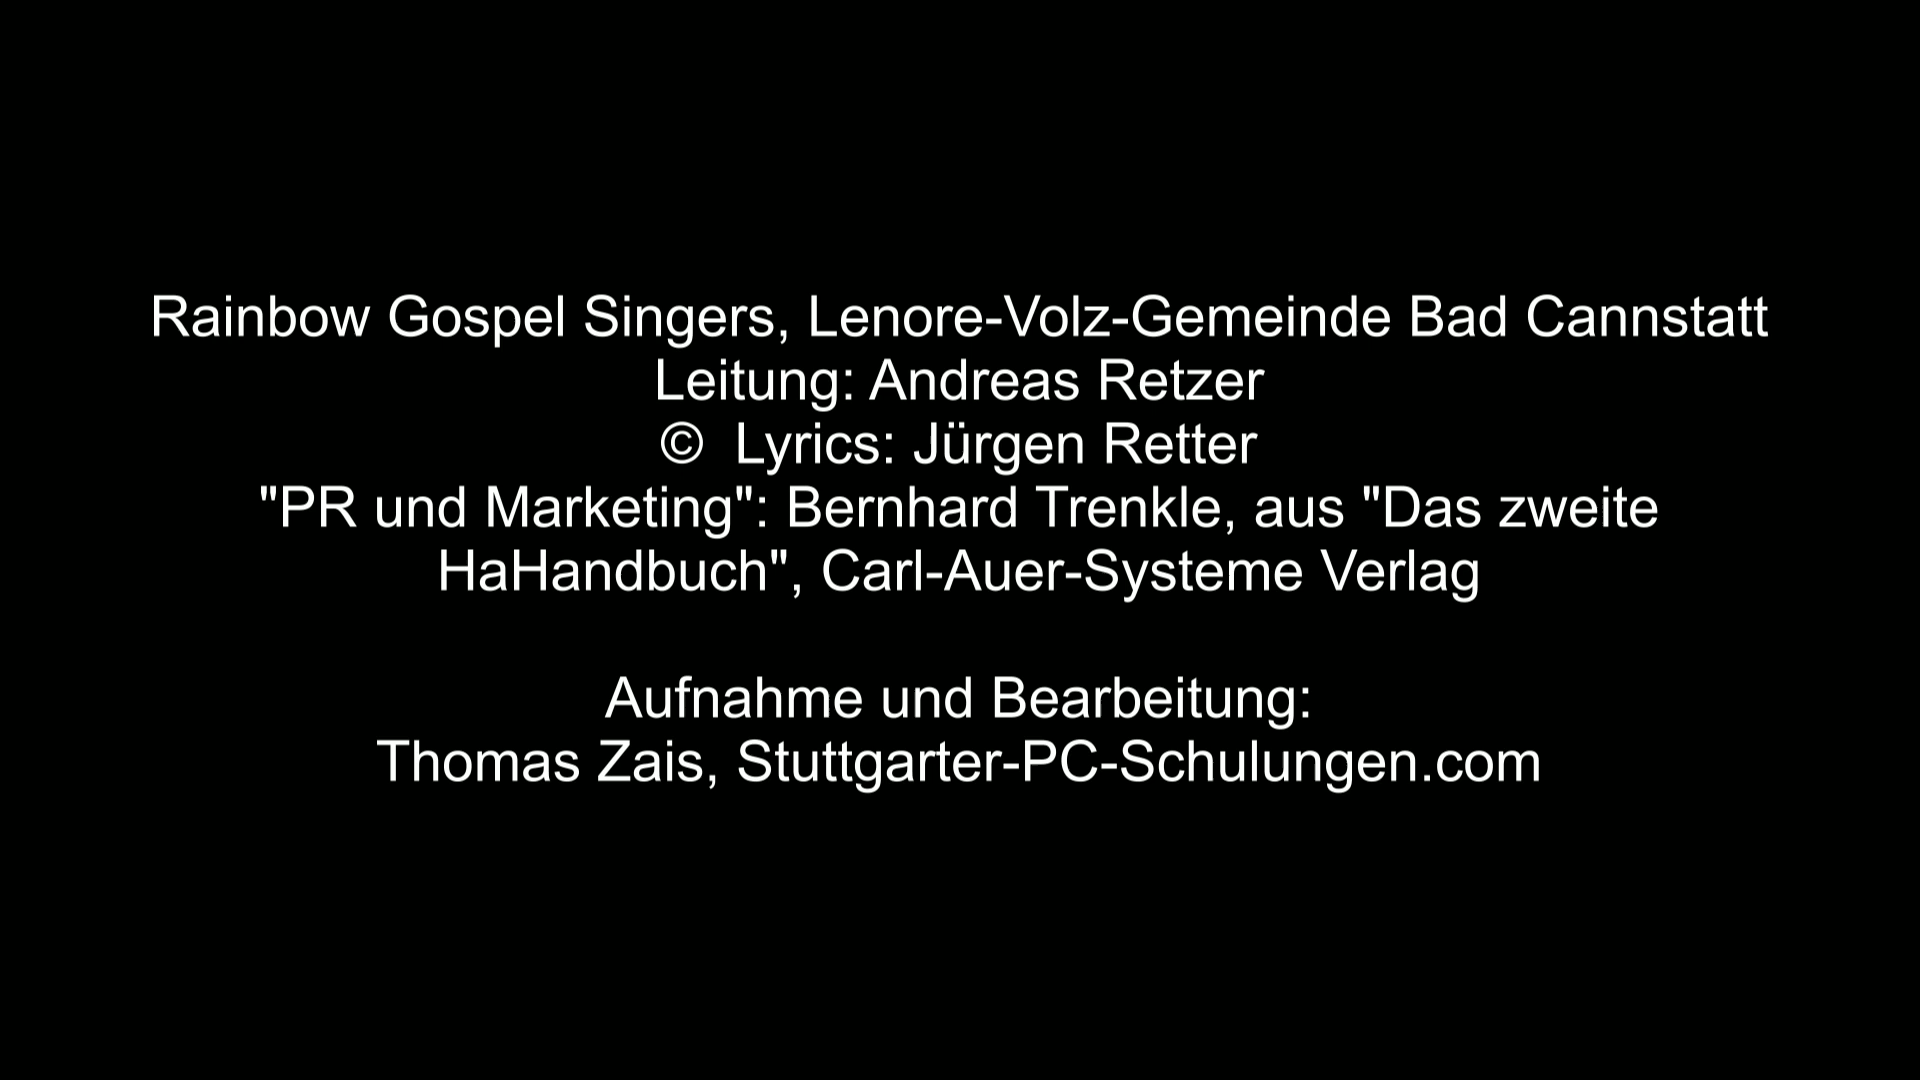 Rainbow Gospel Singers, Lenore-Volz-Gemeinde Bad Cannstatt
Leitung: Andreas Retzer
©  Lyrics: Jürgen Retter
"PR und Marketing": Bernhard Trenkle, aus "Das zweite
HaHandbuch", Carl-Auer-Systeme Verlag
Aufnahme und Bearbeitung:
Thomas Zais, Stuttgarter-PC-Schulungen.com